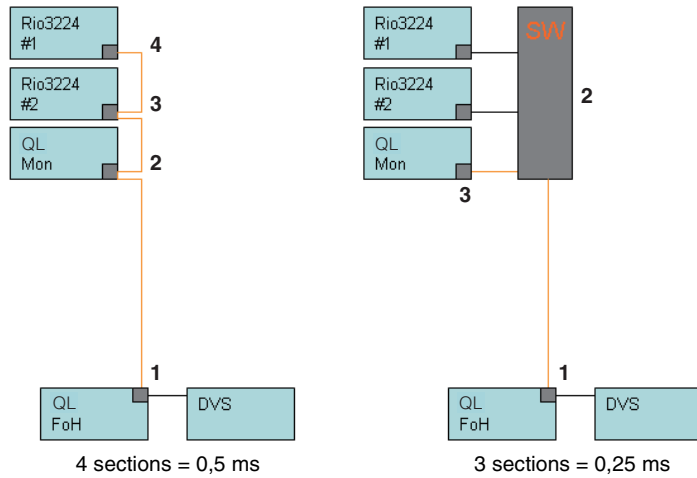 Rio3224
#1
4
Rio3224
#2
3
QL
Mon
2
1
QL
FoH
DVS
4 sections = 0,5 ms
Rio3224
#1
SW
Rio3224
#2
2
QL
Mon
3
1
QL
FoH
DVS
3 sections = 0,25 ms